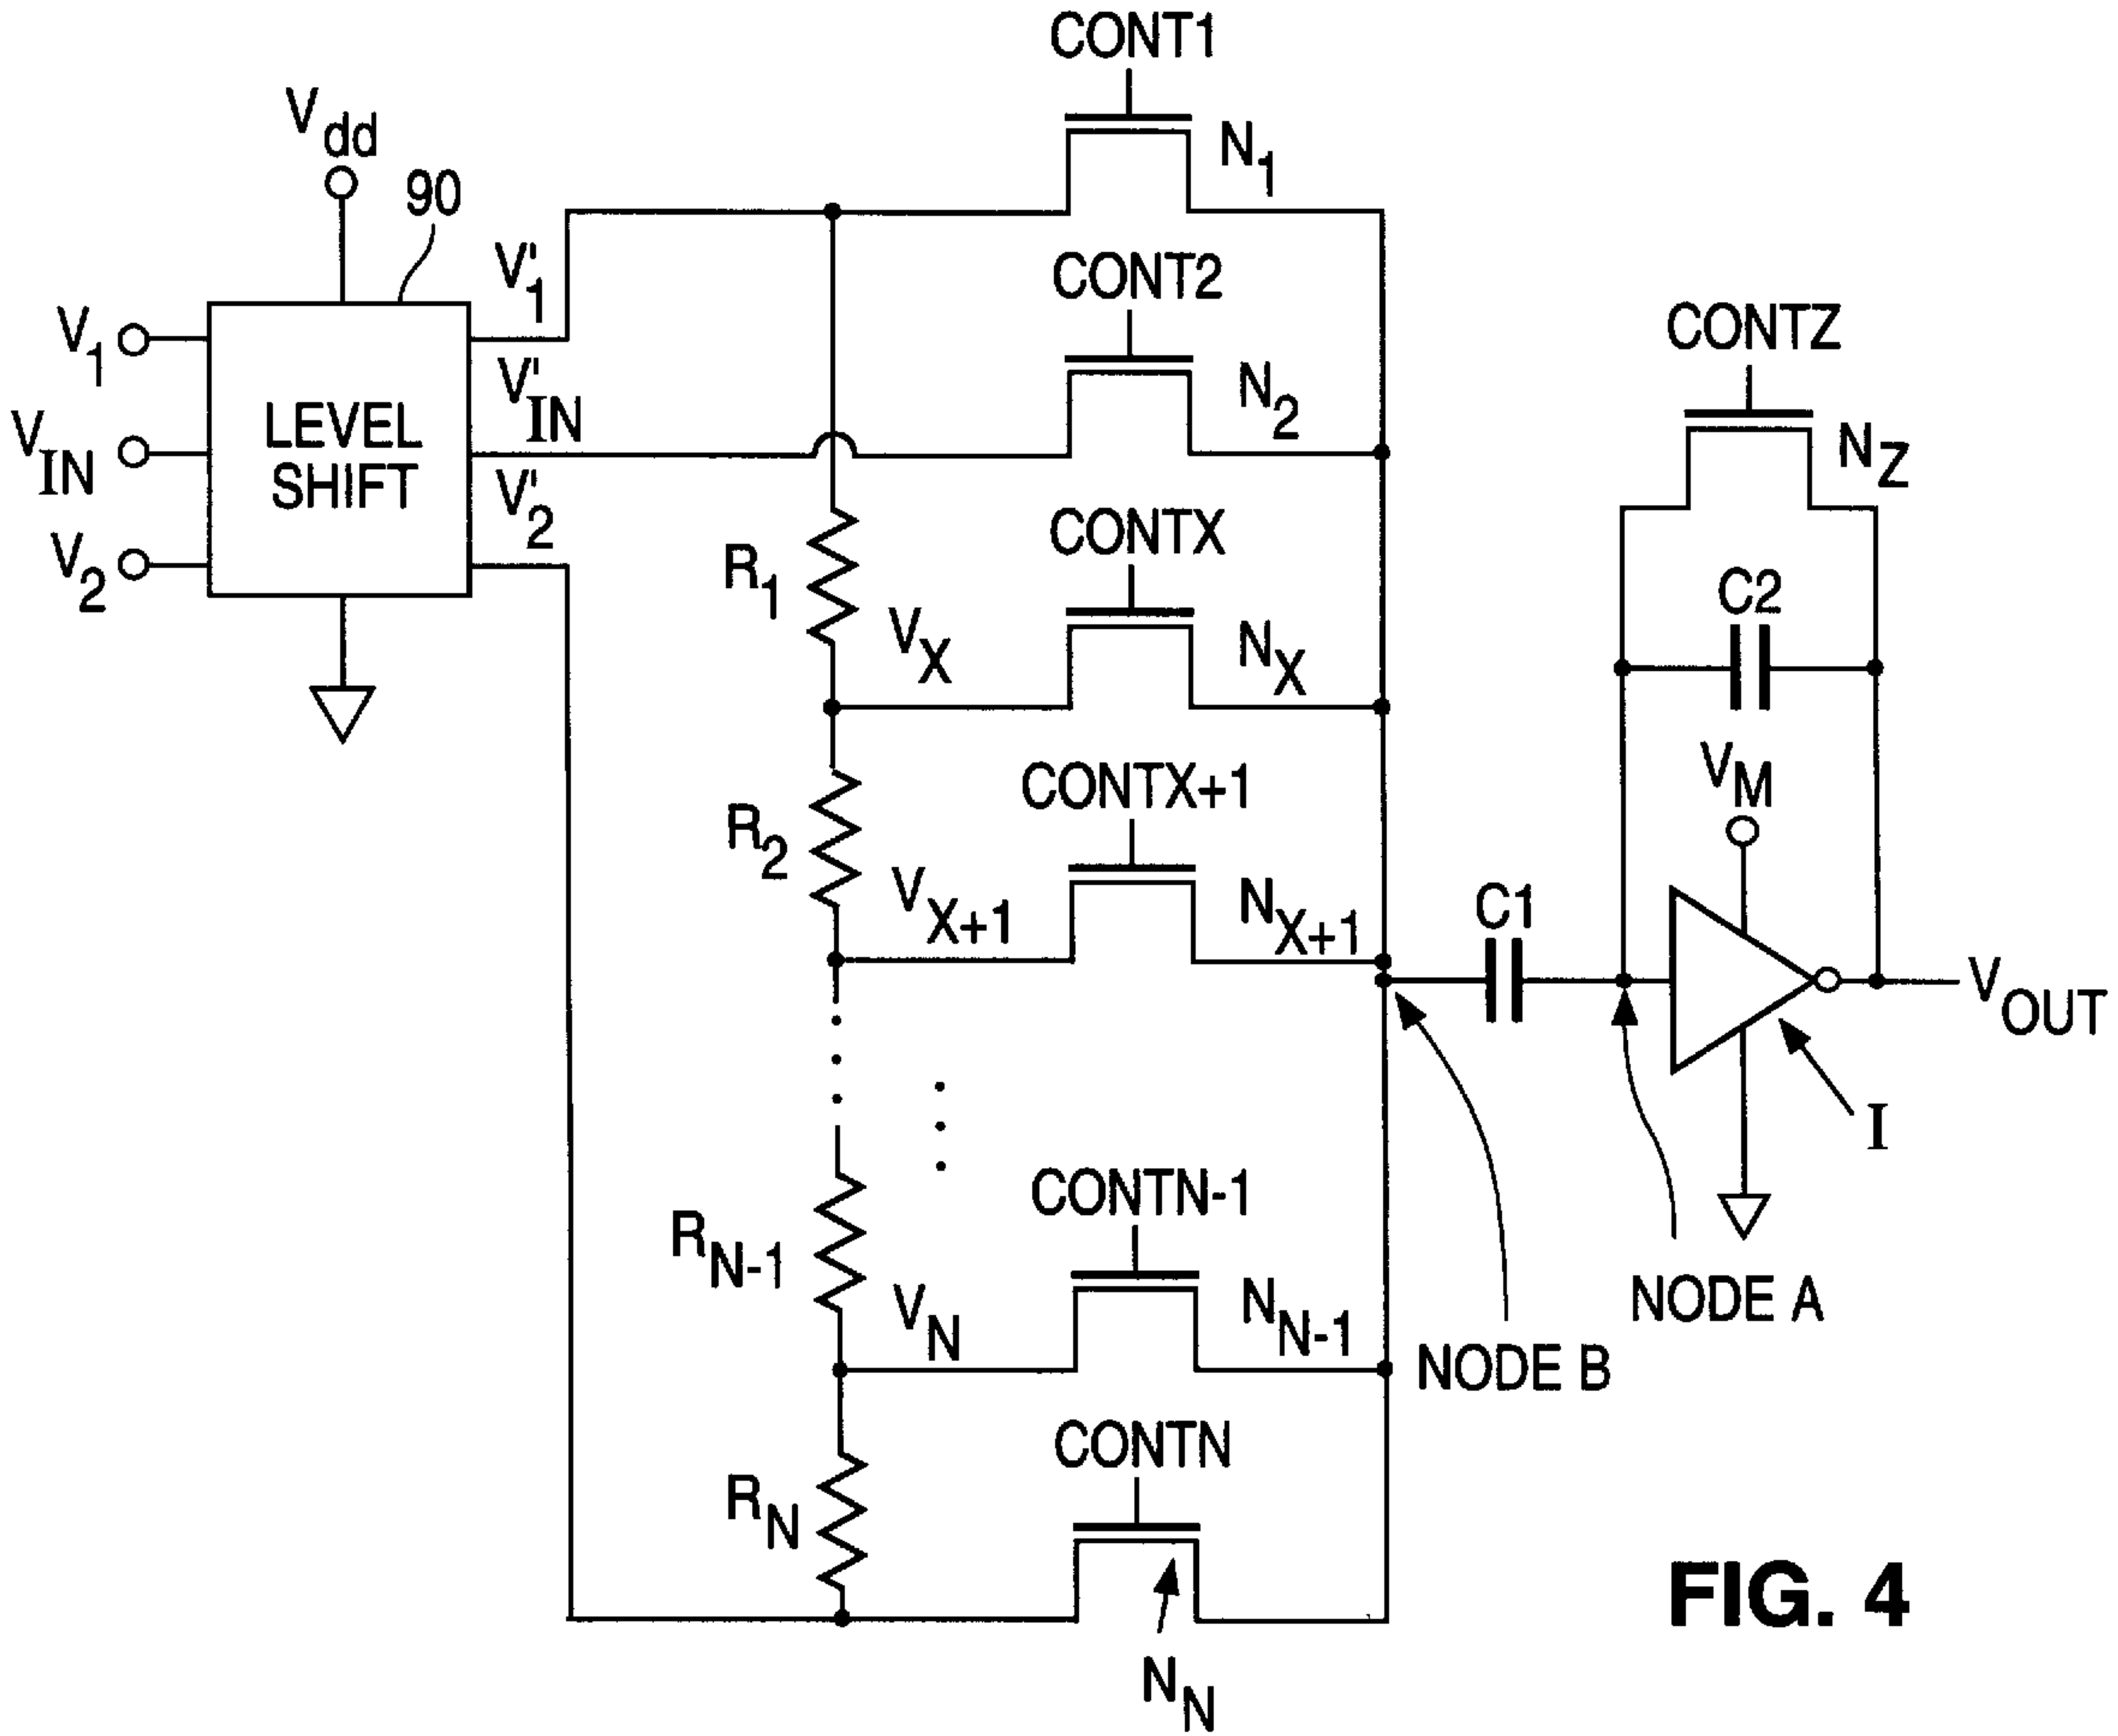 CONT1
Vdd
90
N1
V'1
CONT2
V1
CONTZ
V'IN
N2
VIN
LEVEL
SHIFT
NZ
V'2
CONTX
V2
R1
C2
VX
NX
VM
CONTX+1
R2
VX+1
NX+1
C1
VOUT
I
CONTN-1
RN-1
VN
NN-1
NODE A
NODE B
CONTN
RN
FIG. 4
NN